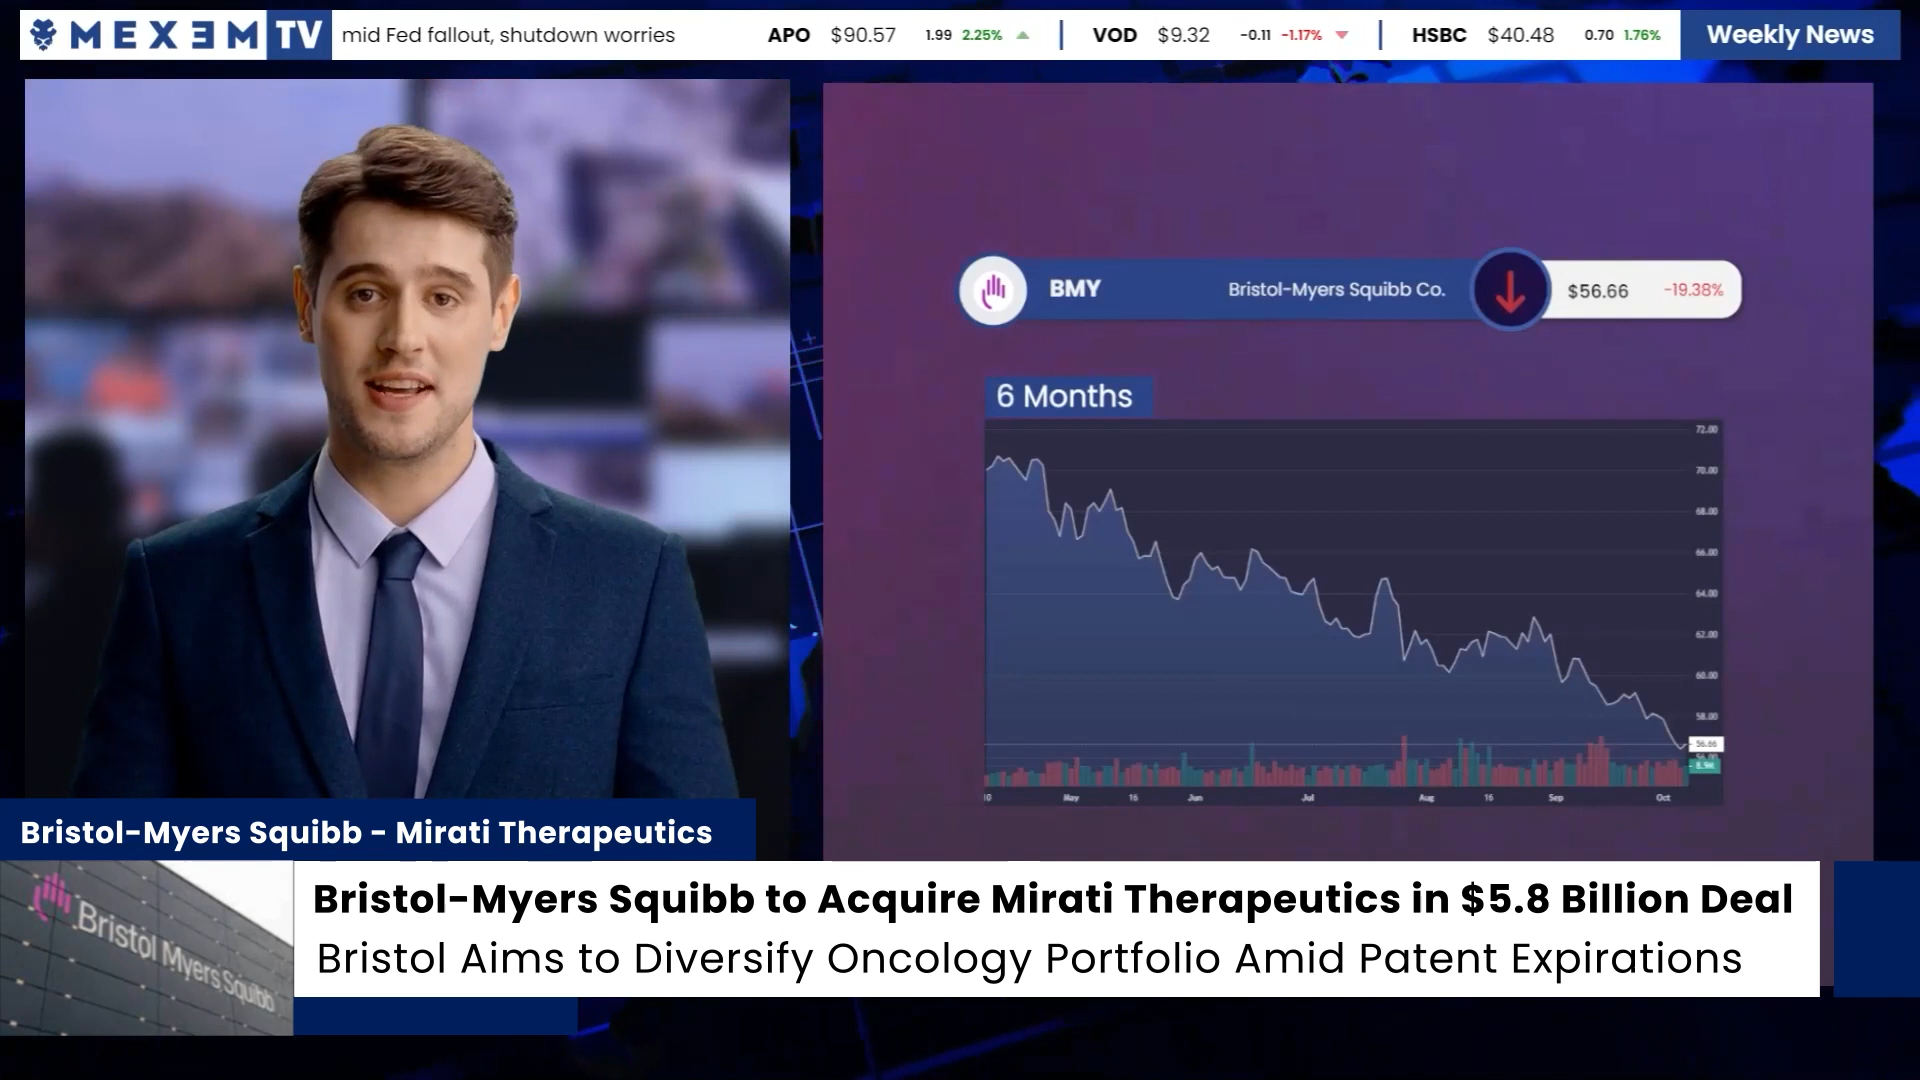 MEXEM TV mid Fed fallout, shutdown worries APO $90.57 1.99 2.25% VOD $9.32 -0.11 -1.17% HSBC $40.48 0.70 1.76% Weekly News
BMY Bristol-Myers Squibb Co. $56.66 -19.38%
6 Months
72.00
70.00
68.00
66.00
64.00
62.00
60.00
58.00
56.66
10 May 16 Jun Jul Aug 16 Sep Oct
Bristol-Myers Squibb - Mirati Therapeutics
Bristol Myers Squibb
Bristol-Myers Squibb to Acquire Mirati Therapeutics in $5.8 Billion Deal
Bristol Aims to Diversify Oncology Portfolio Amid Patent Expirations